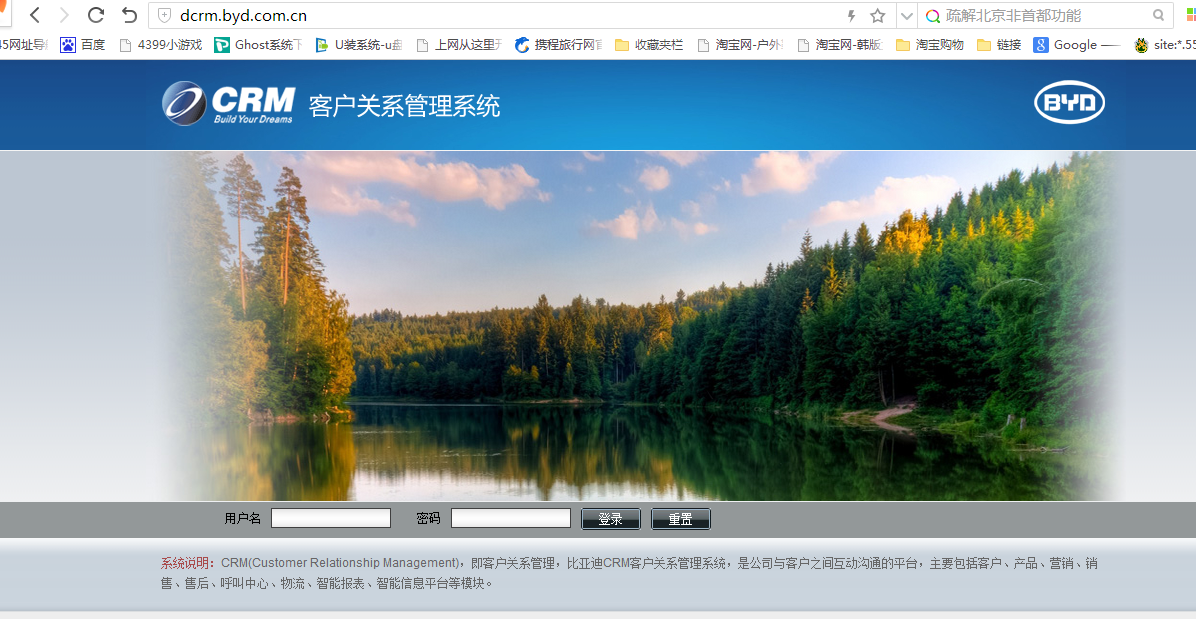 dcrm.byd.com.cn
疏解北京非首都功能
45网址导
百度
4399小游戏
Ghost系统下
U装系统-u盘
上网从这里开
携程旅行网官
收藏夹栏
淘宝网-户外
淘宝网-韩版
淘宝购物
链接
Google ——
site:*.55
CRM
Build Your Dreams
客户关系管理系统
BYD
用户名
密码
登录
重置
系统说明：CRM(Customer Relationship Management)，即客户关系管理，比亚迪CRM客户关系管理系统，是公司与客户之间互动沟通的平台，主要包括客户、产品、营销、销
售、售后、呼叫中心、物流、智能报表、智能信息平台等模块。